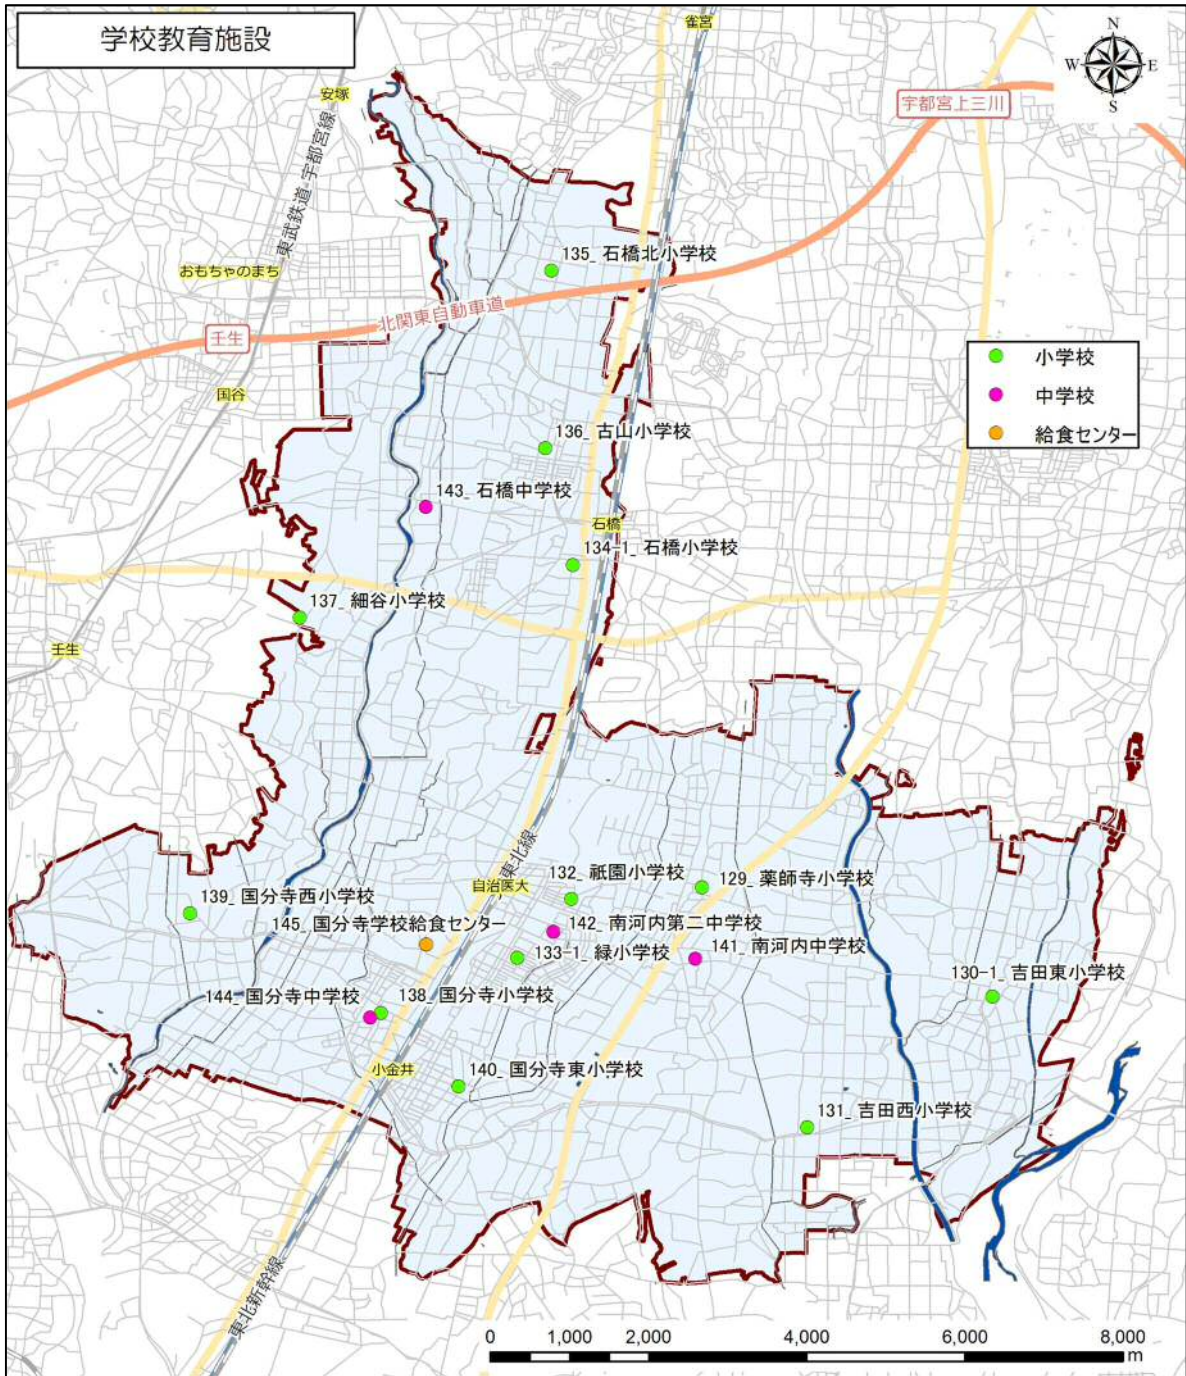 学校教育施設
雀宮
N
W
E
S
安塚
宇都宮上三川
東武鉄道宇都宮線
135_石橋北小学校
おもちゃのまち
北関東自動車道
壬生
小学校
中学校
給食センター
国谷
136_古山小学校
143_石橋中学校
石橋
134-1_石橋小学校
137_細谷小学校
壬生
東北線
132_祇園小学校
自治医大
129_薬師寺小学校
139_国分寺西小学校
145_国分寺学校給食センター
142_南河内第二中学校
133-1_緑小学校
141_南河内中学校
130-1_吉田東小学校
144_国分寺中学校
138_国分寺小学校
小金井
140_国分寺東小学校
131_吉田西小学校
東北新幹線
0 1,000 2,000 4,000 6,000 8,000
m